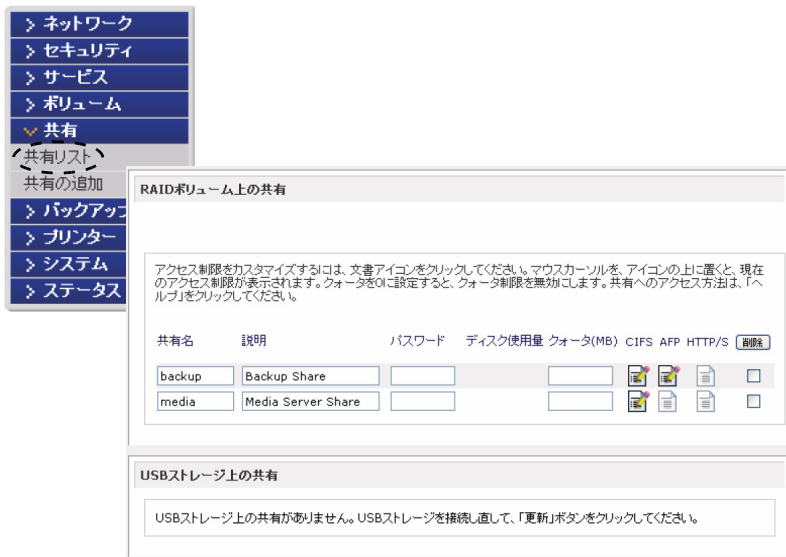 > ネットワーク
> セキュリティ
> サービス
> ボリューム
共有
共有リスト
共有の追加
> バックアップ
> プリンター
> システム
> ステータス
RAIDボリューム上の共有
アクセス制限をカスタマイズするには、文書アイコンをクリックしてください。マウスカーソルを、アイコンの上に置くと、現在
のアクセス制限が表示されます。クォータを0に設定すると、クォータ制限を無効にします。共有へのアクセス方法は、「ヘ
ルプ」をクリックしてください。
共有名 説明 パスワード ディスク使用量 クォータ(MB) CIFS AFP HTTP/S 削除
backup Backup Share
media Media Server Share
USBストレージ上の共有
USBストレージ上の共有がありません。USBストレージを接続し直して、「更新」ボタンをクリックしてください。